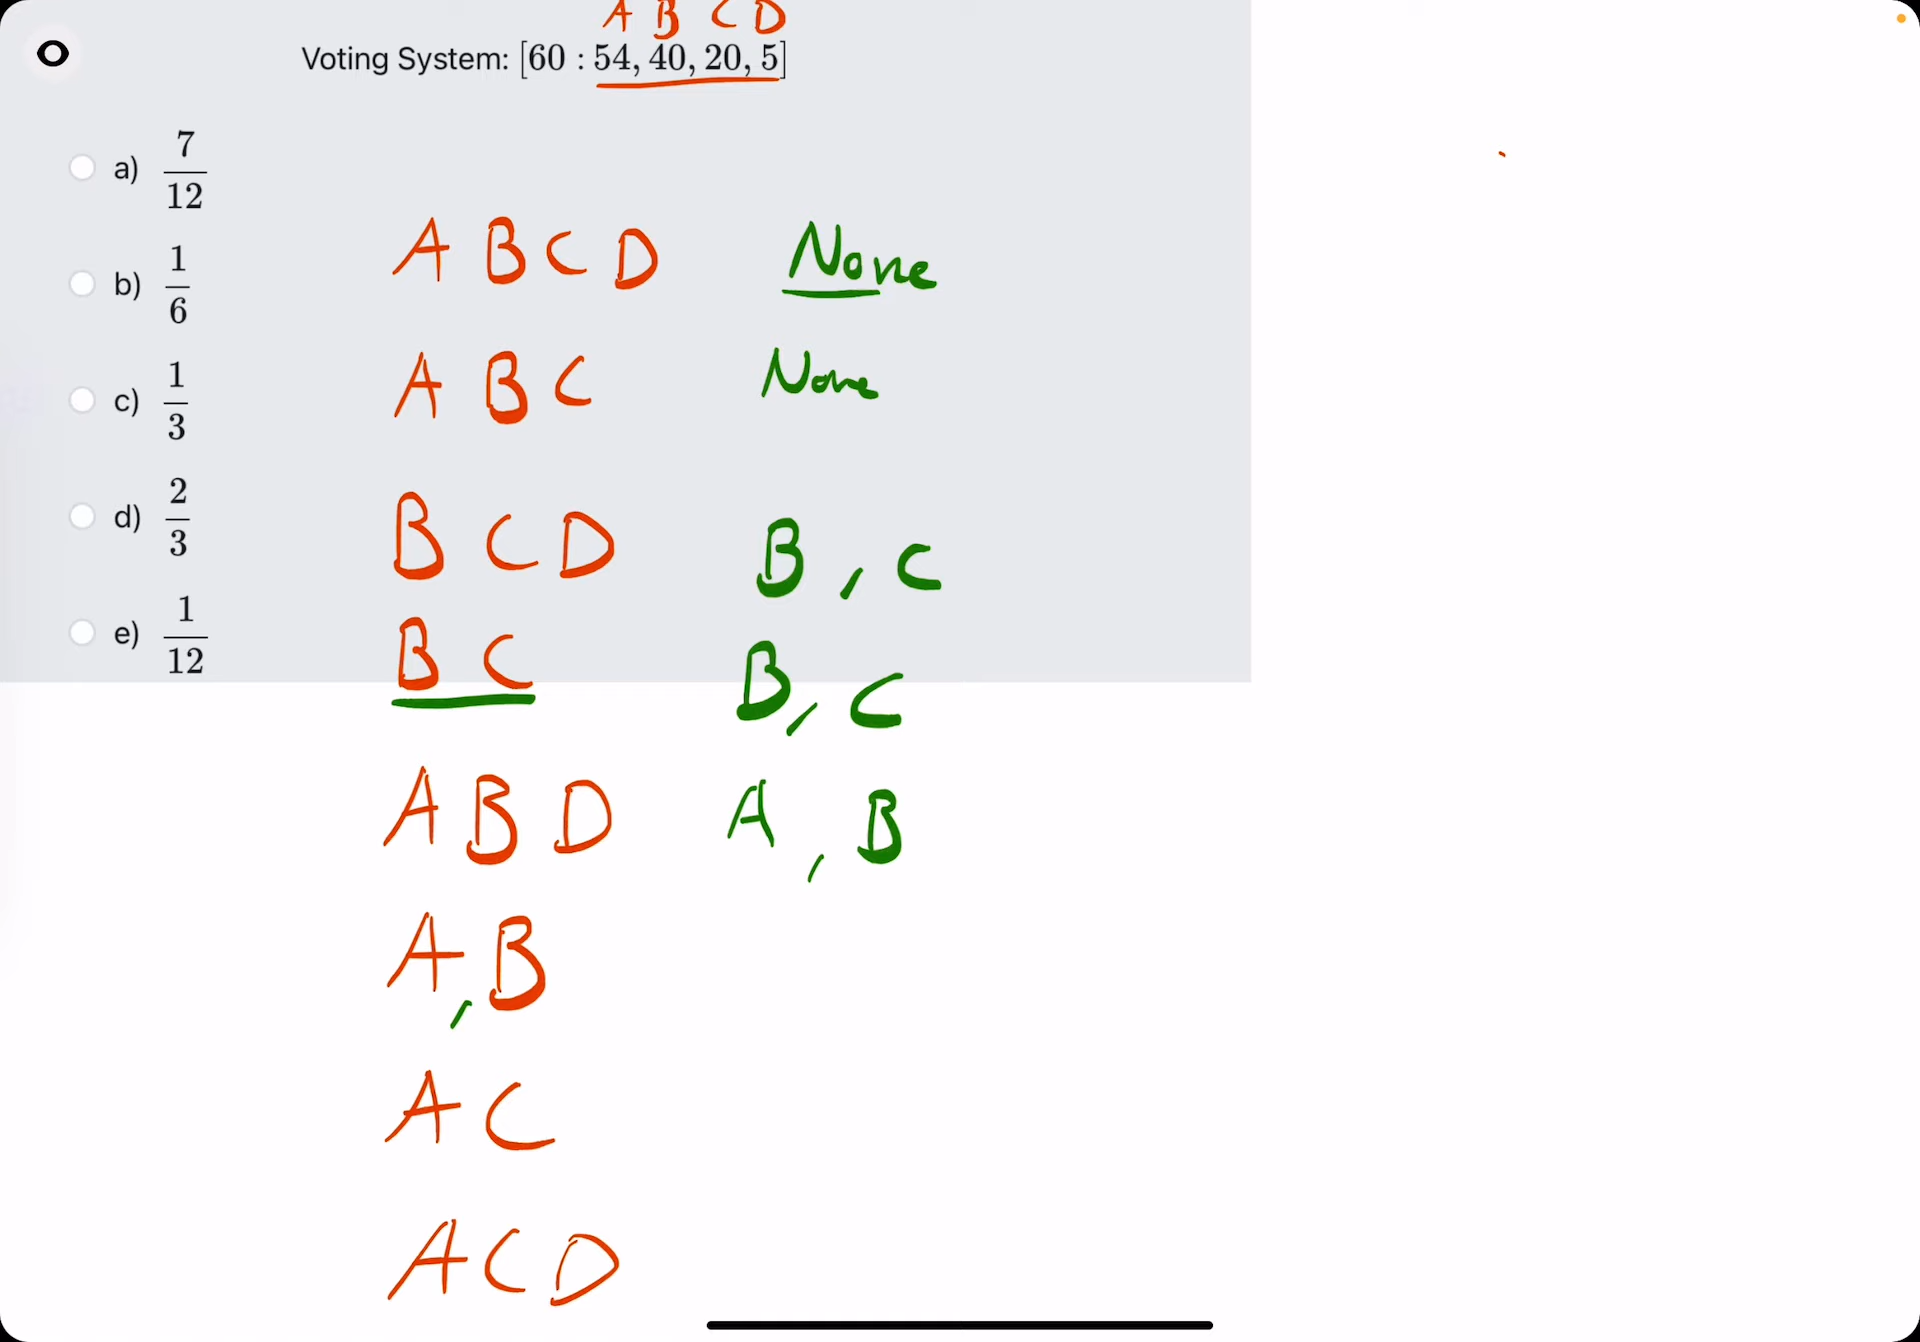 A B C D
Voting System: [60 : 54, 40, 20, 5]
a) 7/12
b) 1/6
c) 1/3
d) 2/3
e) 1/12
A B C D None
A B C None
B C D B, C
B C B, C
A B D A, B
A, B
A C
A C D